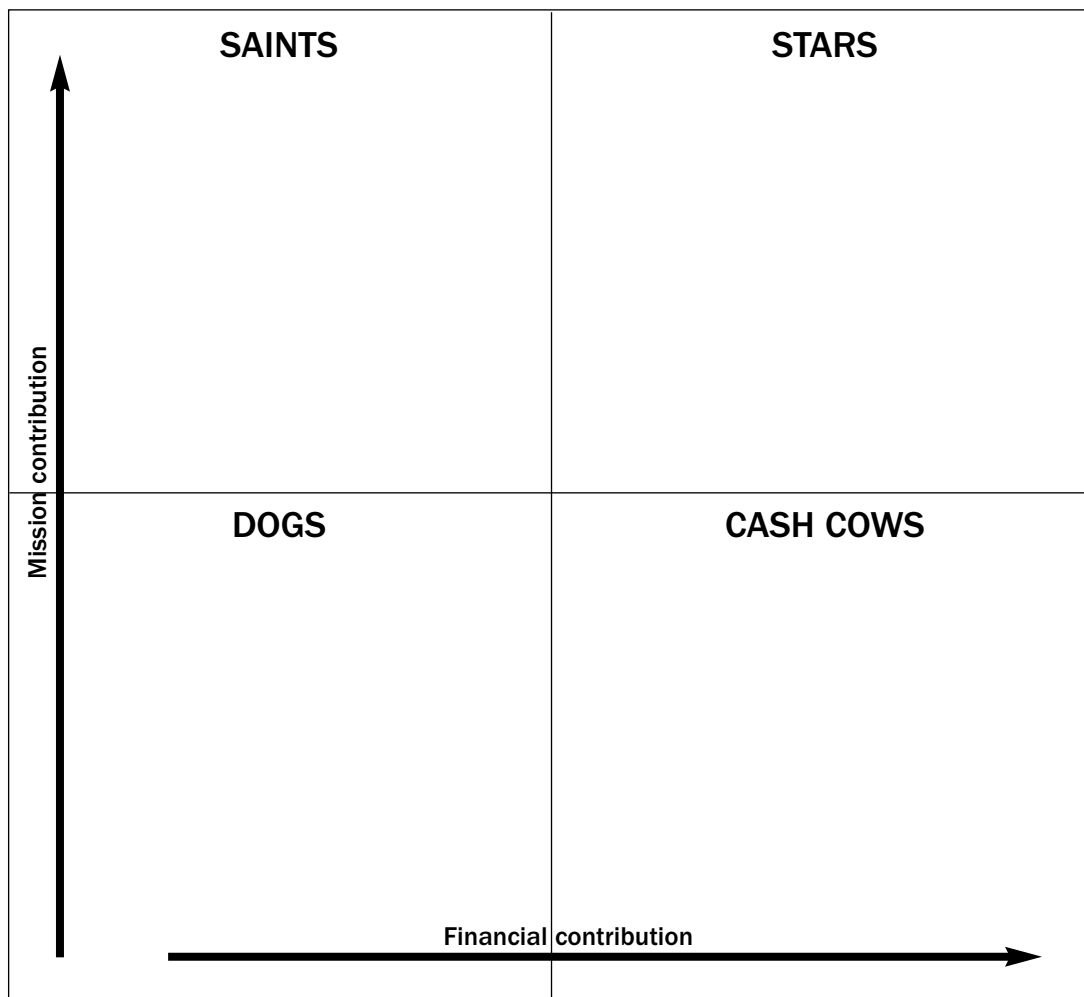 SAINTS
STARS
Mission contribution
DOGS
CASH COWS
Financial contribution